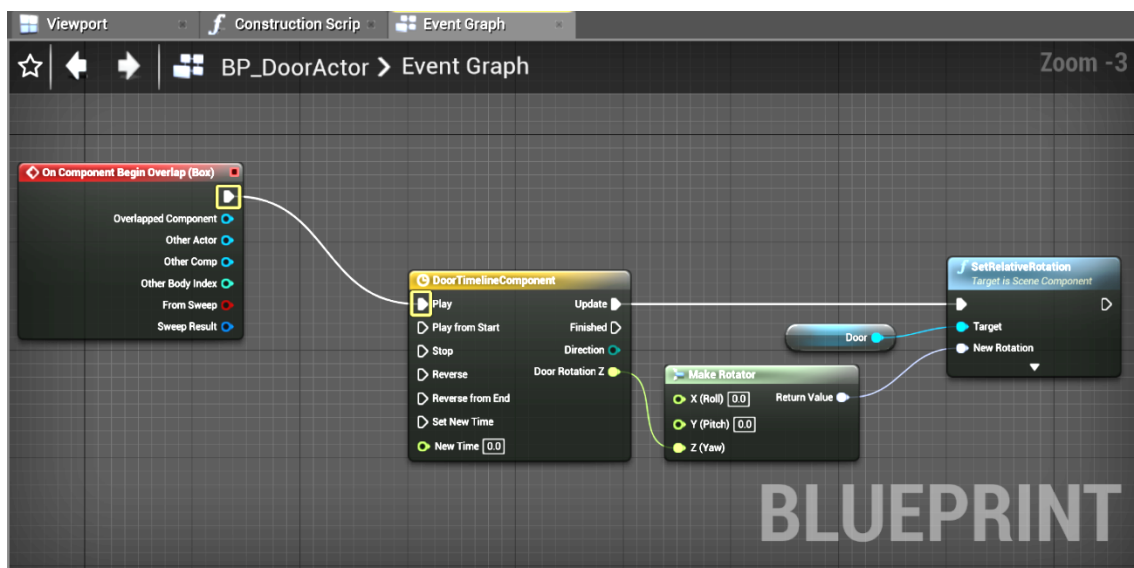 Viewport
Construction Scrip
Event Graph
BP_DoorActor > Event Graph
Zoom -3
On Component Begin Overlap (Box)
Overlapped Component
Other Actor
Other Comp
Other Body Index
From Sweep
Sweep Result
DoorTimelineComponent
Play
Update
Play from Start
Finished
Stop
Direction
Reverse
Door Rotation Z
Reverse from End
Set New Time
New Time 0.0
Make Rotator
X (Roll) 0.0
Return Value
Y (Pitch) 0.0
Z (Yaw)
Door
f SetRelativeRotation
Target is Scene Component
Target
New Rotation
BLUEPRINT